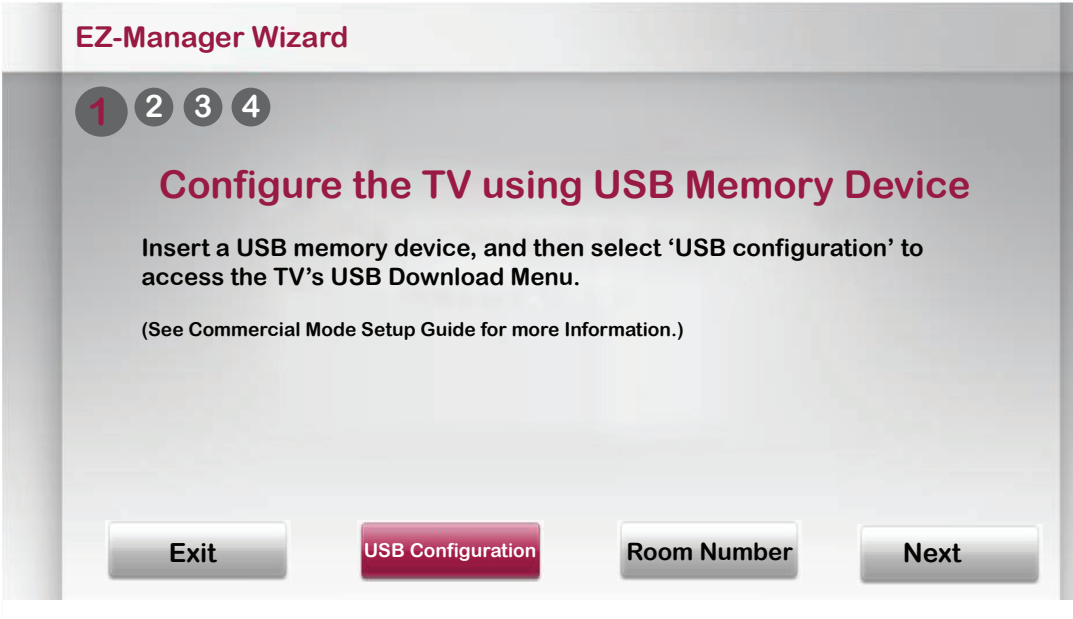 EZ-Manager Wizard
1 2 3 4
Configure the TV using USB Memory Device
Insert a USB memory device, and then select ‘USB configuration’ to
access the TV’s USB Download Menu.
(See Commercial Mode Setup Guide for more Information.)
Exit USB Configuration Room Number Next